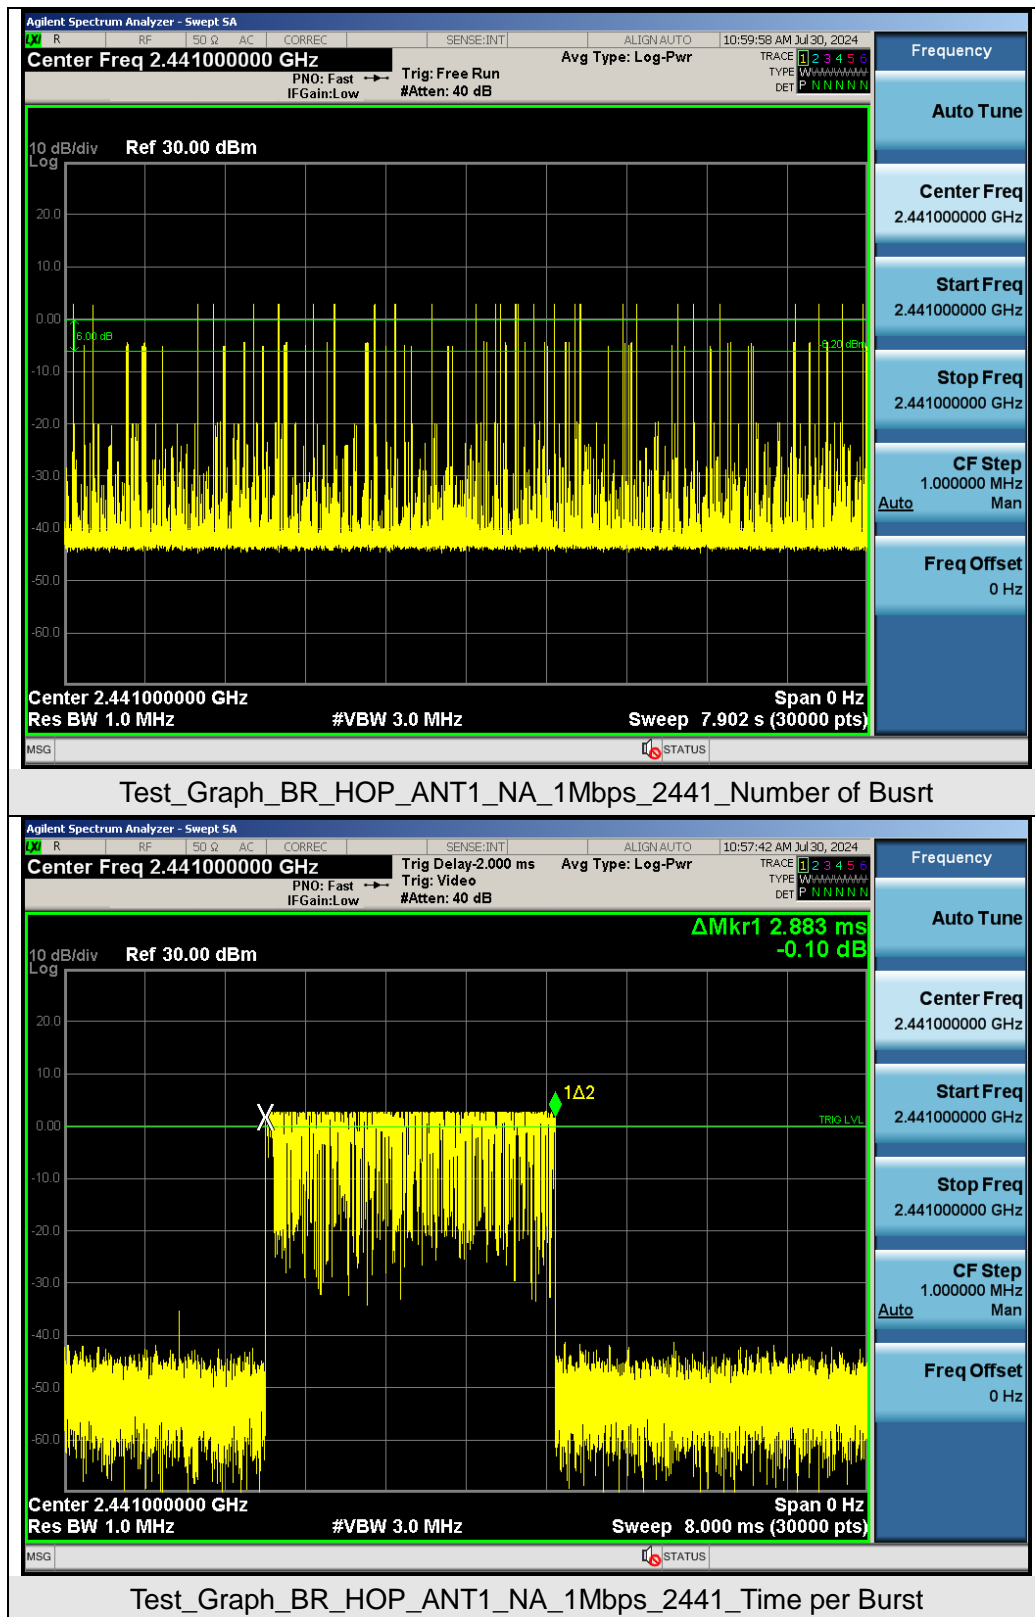 Agilent Spectrum Analyzer - Swept SA
LXI R RF 50 Ω AC CORREC SENSE:INT ALIGN AUTO 10:59:58 AM Jul 30, 2024
Center Freq 2.441000000 GHz
PNO: Fast
IFGain:Low
Trig: Free Run
#Atten: 40 dB
Avg Type: Log-Pwr
TRACE 1 2 3 4 5 6
TYPE W
DET P N N N N N
10 dB/div
Log
Ref 30.00 dBm
20.0
10.0
0.00
-10.0
-20.0
-30.0
-40.0
-50.0
-60.0
6.00 dB
-6.20 dBm
Center 2.441000000 GHz
Span 0 Hz
Res BW 1.0 MHz
#VBW 3.0 MHz
Sweep 7.902 s (30000 pts)
MSG
STATUS
Frequency
Auto Tune
Center Freq
2.441000000 GHz
Start Freq
2.441000000 GHz
Stop Freq
2.441000000 GHz
CF Step
1.000000 MHz
Auto Man
Freq Offset
0 Hz
Test_Graph_BR_HOP_ANT1_NA_1Mbps_2441_Number of Busrt
Agilent Spectrum Analyzer - Swept SA
LXI R RF 50 Ω AC CORREC SENSE:INT ALIGN AUTO 10:57:42 AM Jul 30, 2024
Center Freq 2.441000000 GHz
PNO: Fast
IFGain:Low
Trig Delay-2.000 ms
Trig: Video
#Atten: 40 dB
Avg Type: Log-Pwr
TRACE 1 2 3 4 5 6
TYPE W
DET P N N N N N
ΔMkr1 2.883 ms
-0.10 dB
10 dB/div
Log
Ref 30.00 dBm
20.0
10.0
0.00
-10.0
-20.0
-30.0
-40.0
-50.0
-60.0
X
1Δ2
TRIG LVL
Center 2.441000000 GHz
Span 0 Hz
Res BW 1.0 MHz
#VBW 3.0 MHz
Sweep 8.000 ms (30000 pts)
MSG
STATUS
Frequency
Auto Tune
Center Freq
2.441000000 GHz
Start Freq
2.441000000 GHz
Stop Freq
2.441000000 GHz
CF Step
1.000000 MHz
Auto Man
Freq Offset
0 Hz
Test_Graph_BR_HOP_ANT1_NA_1Mbps_2441_Time per Burst